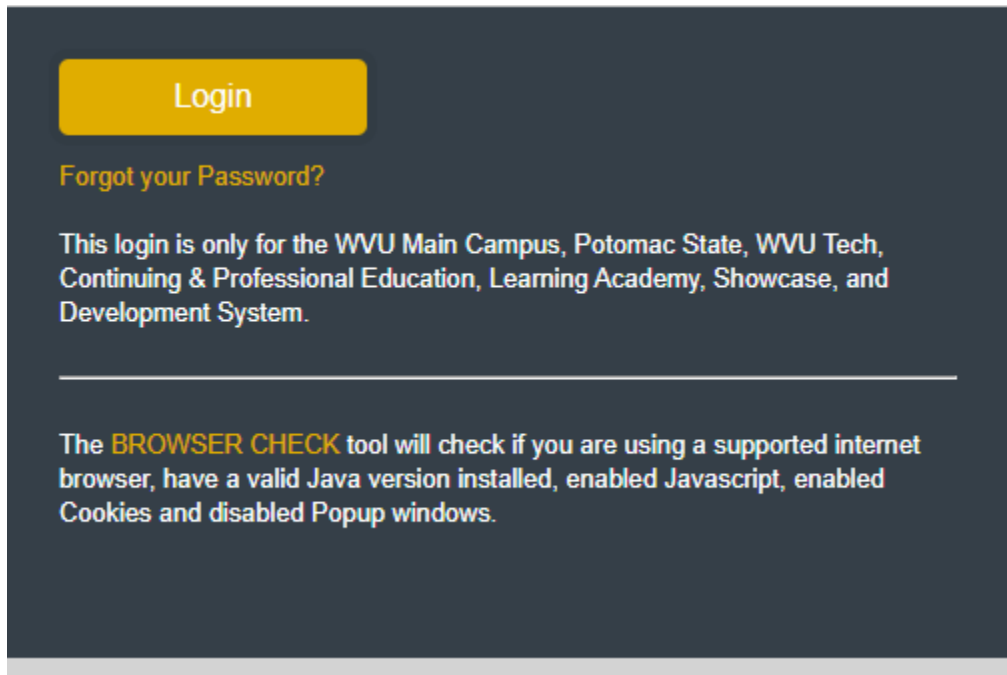 Login
Forgot your Password?
This login is only for the WVU Main Campus, Potomac State, WVU Tech,
Continuing & Professional Education, Learning Academy, Showcase, and
Development System.
The BROWSER CHECK tool will check if you are using a supported internet
browser, have a valid Java version installed, enabled Javascript, enabled
Cookies and disabled Popup windows.